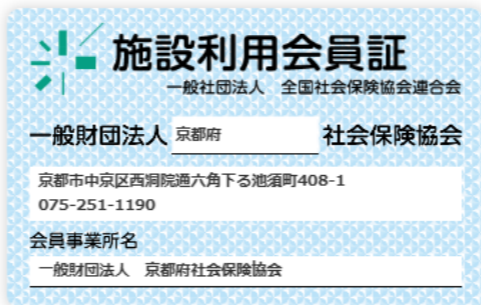 施設利用会員証
一般社団法人　全国社会保険協会連合会
一般財団法人 京都府 社会保険協会
京都市中京区西洞院通六角下る池須町408-1
075-251-1190
会員事業所名
一般財団法人　京都府社会保険協会